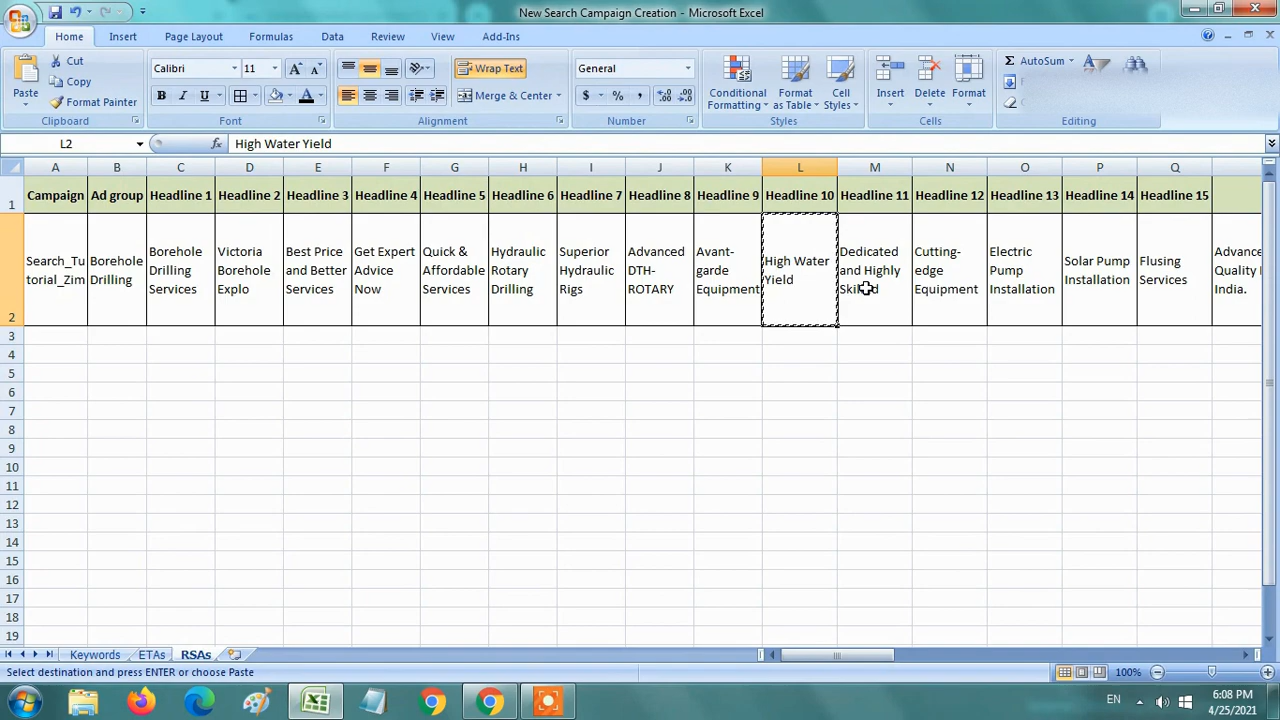 New Search Campaign Creation - Microsoft Excel
Home Insert Page Layout Formulas Data Review View Add-Ins
Paste
Cut
Copy
Format Painter
Clipboard
Calibri 11
B I U A
Font
Wrap Text
Merge & Center
Alignment
General
$ % ,
Number
Conditional Formatting
Format as Table
Cell Styles
Styles
Insert
Delete
Format
Cells
Σ AutoSum
Editing
L2 fx High Water Yield
A B C D E F G H I J K L M N O P Q
1 Campaign Ad group Headline 1 Headline 2 Headline 3 Headline 4 Headline 5 Headline 6 Headline 7 Headline 8 Headline 9 Headline 10 Headline 11 Headline 12 Headline 13 Headline 14 Headline 15
2
Search_Tu
torial_Zim
Borehole
Drilling
Borehole
Drilling
Services
Victoria
Borehole
Explo
Best Price
and Better
Services
Get Expert
Advice
Now
Quick &
Affordable
Services
Hydraulic
Rotary
Drilling
Superior
Hydraulic
Rigs
Advanced
DTH-
ROTARY
Avant-
garde
Equipment
High Water
Yield
Dedicated
and Highly
Skilled
Cutting-
edge
Equipment
Electric
Pump
Installation
Solar Pump
Installation
Flusing
Services
Advance
Quality
India.
3
4
5
6
7
8
9
10
11
12
13
14
15
16
17
18
19
Keywords ETAs RSAs
Select destination and press ENTER or choose Paste
100%
EN
6:08 PM
4/25/2021